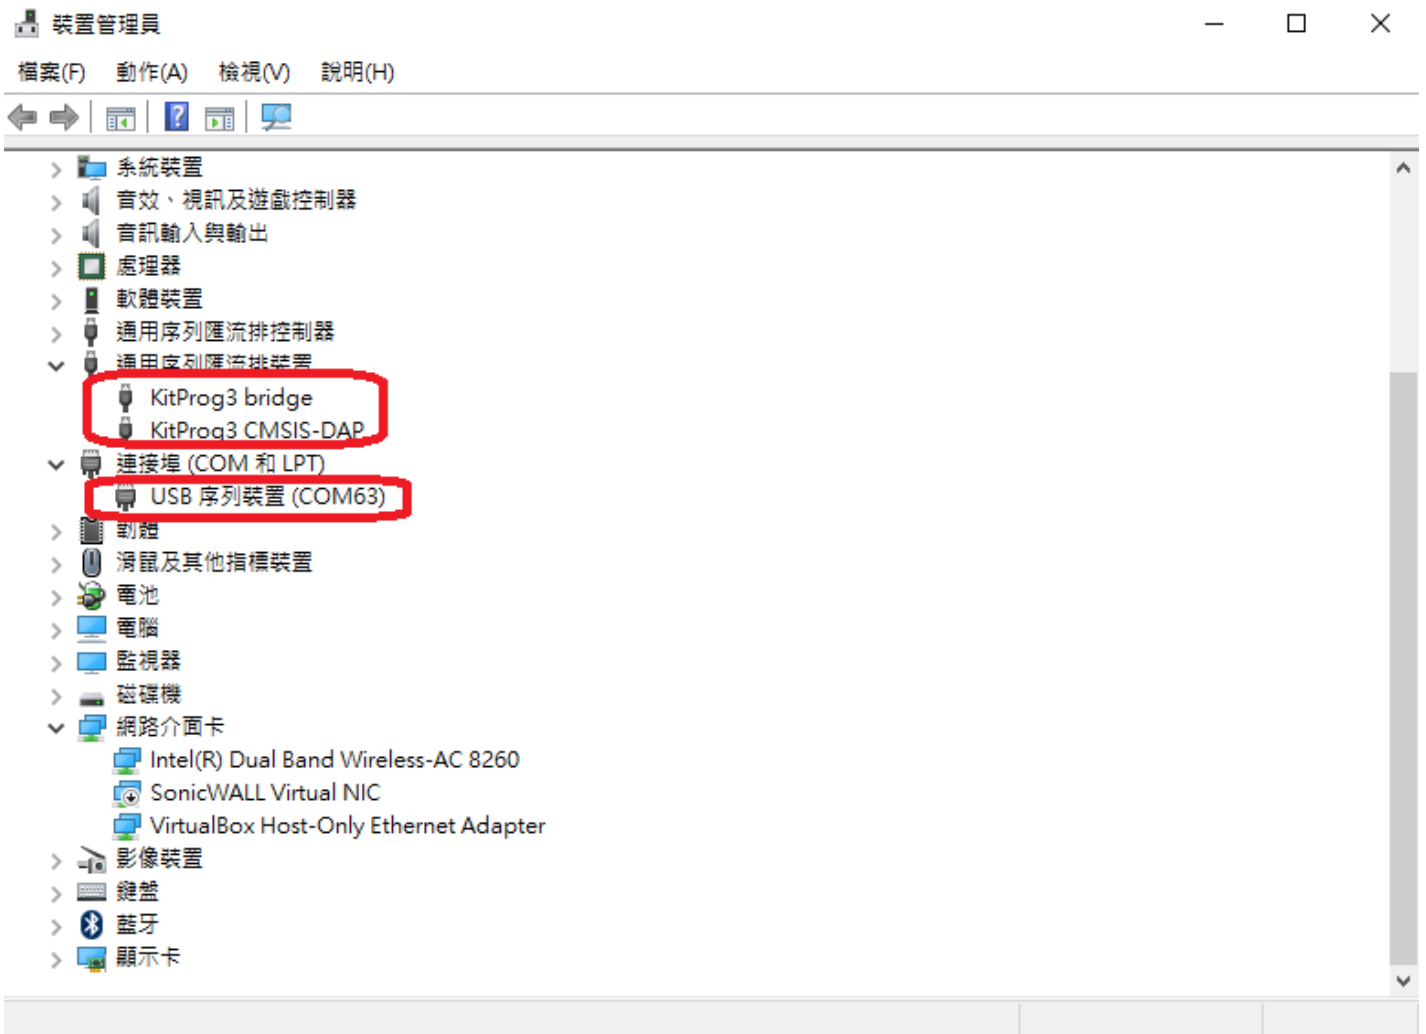 裝置管理員
檔案(F) 動作(A) 檢視(V) 說明(H)
系統裝置
音效、視訊及遊戲控制器
音訊輸入與輸出
處理器
軟體裝置
通用序列匯流排控制器
通用序列匯流排裝置
KitProg3 bridge
KitProg3 CMSIS-DAP
連接埠 (COM 和 LPT)
USB 序列裝置 (COM63)
韌體
滑鼠及其他指標裝置
電池
電腦
監視器
磁碟機
網路介面卡
Intel(R) Dual Band Wireless-AC 8260
SonicWALL Virtual NIC
VirtualBox Host-Only Ethernet Adapter
影像裝置
鍵盤
藍牙
顯示卡